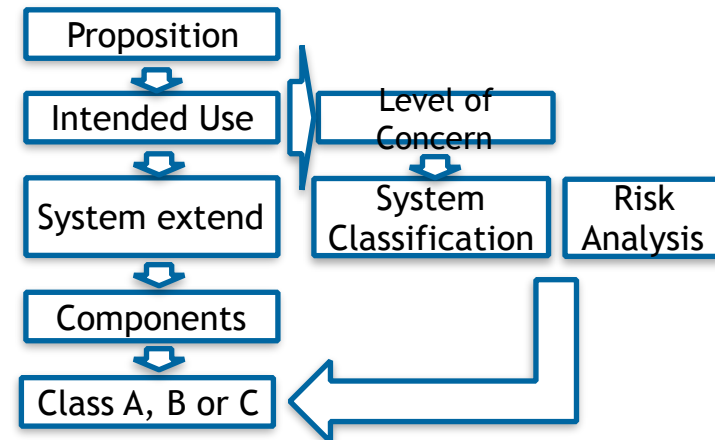 Proposition
Intended Use
Level of
Concern
System extend
System
Classification
Risk
Analysis
Components
Class A, B or C